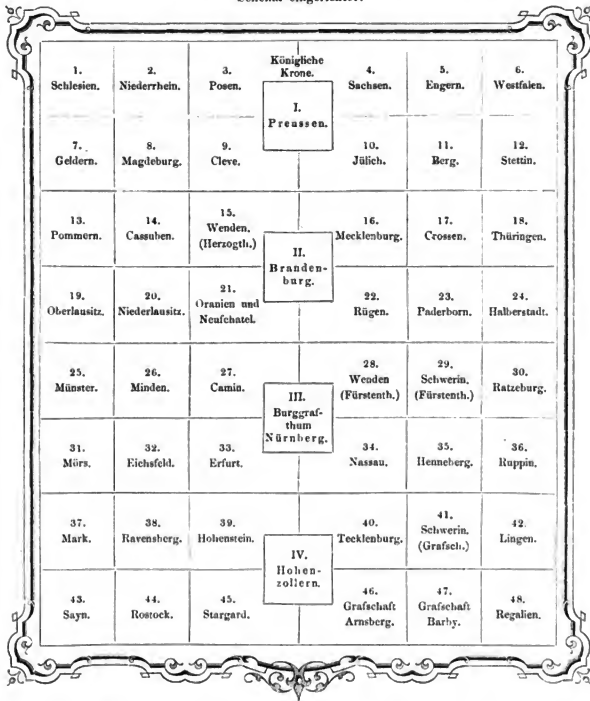 Schema eingerichtet.
1. Schlesien.
2. Niederrhein.
3. Posen.
Königliche
Krone.
I.
Preussen.
4. Sachsen.
5. Engern.
6. Westfalen.
7. Geldern.
8. Magdeburg.
9. Cleve.
10. Jülich.
11. Berg.
12. Stettin.
13. Pommern.
14. Cassuben.
15. Wenden.
(Herzogth.)
II.
Branden-
burg.
16. Mecklenburg.
17. Crossen.
18. Thüringen.
19. Oberlausitz.
20. Niederlausitz.
21. Oranien und
Neufchatel.
22. Rügen.
23. Paderborn.
24. Halberstadt.
25. Münster.
26. Minden.
27. Camin.
III.
Burggraf-
thum
Nürnberg.
28. Wenden
(Fürstenth.)
29. Schwerin.
(Fürstenth.)
30. Ratzeburg.
31. Mörs.
32. Eichsfeld.
33. Erfurt.
34. Nassau.
35. Henneberg.
36. Ruppin.
37. Mark.
38. Ravensberg.
39. Hohenstein.
IV.
Hohen-
zollern.
40. Tecklenburg.
41. Schwerin.
(Grafsch.)
42. Lingen.
43. Sayn.
44. Rostock.
45. Stargard.
46. Grafschaft
Arnsberg.
47. Grafschaft
Barby.
48. Regalien.